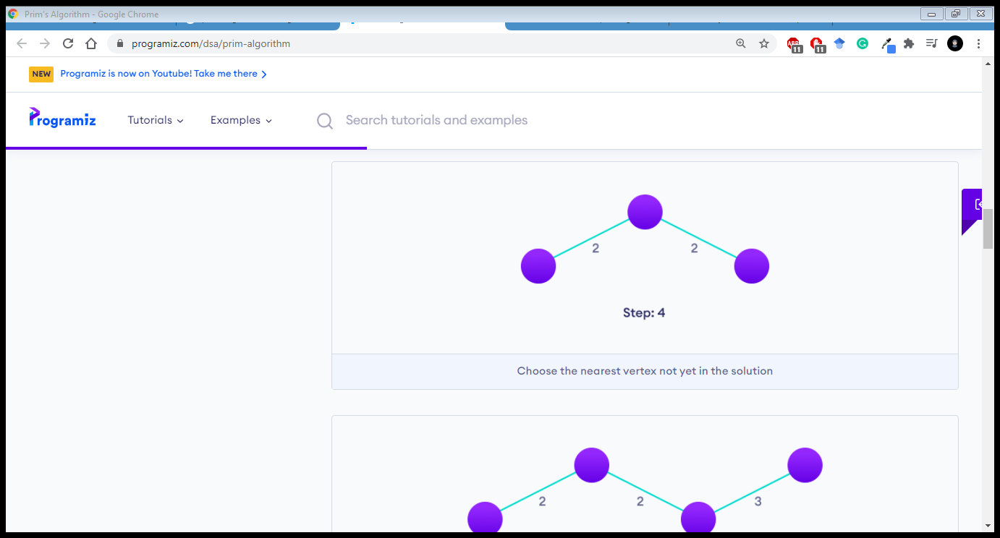 Prim's Algorithm - Google Chrome
programiz.com/dsa/prim-algorithm
11
11
NEW Programiz is now on Youtube! Take me there
Programiz
Tutorials
Examples
Search tutorials and examples
2
2
Step: 4
Choose the nearest vertex not yet in the solution
2
2
3